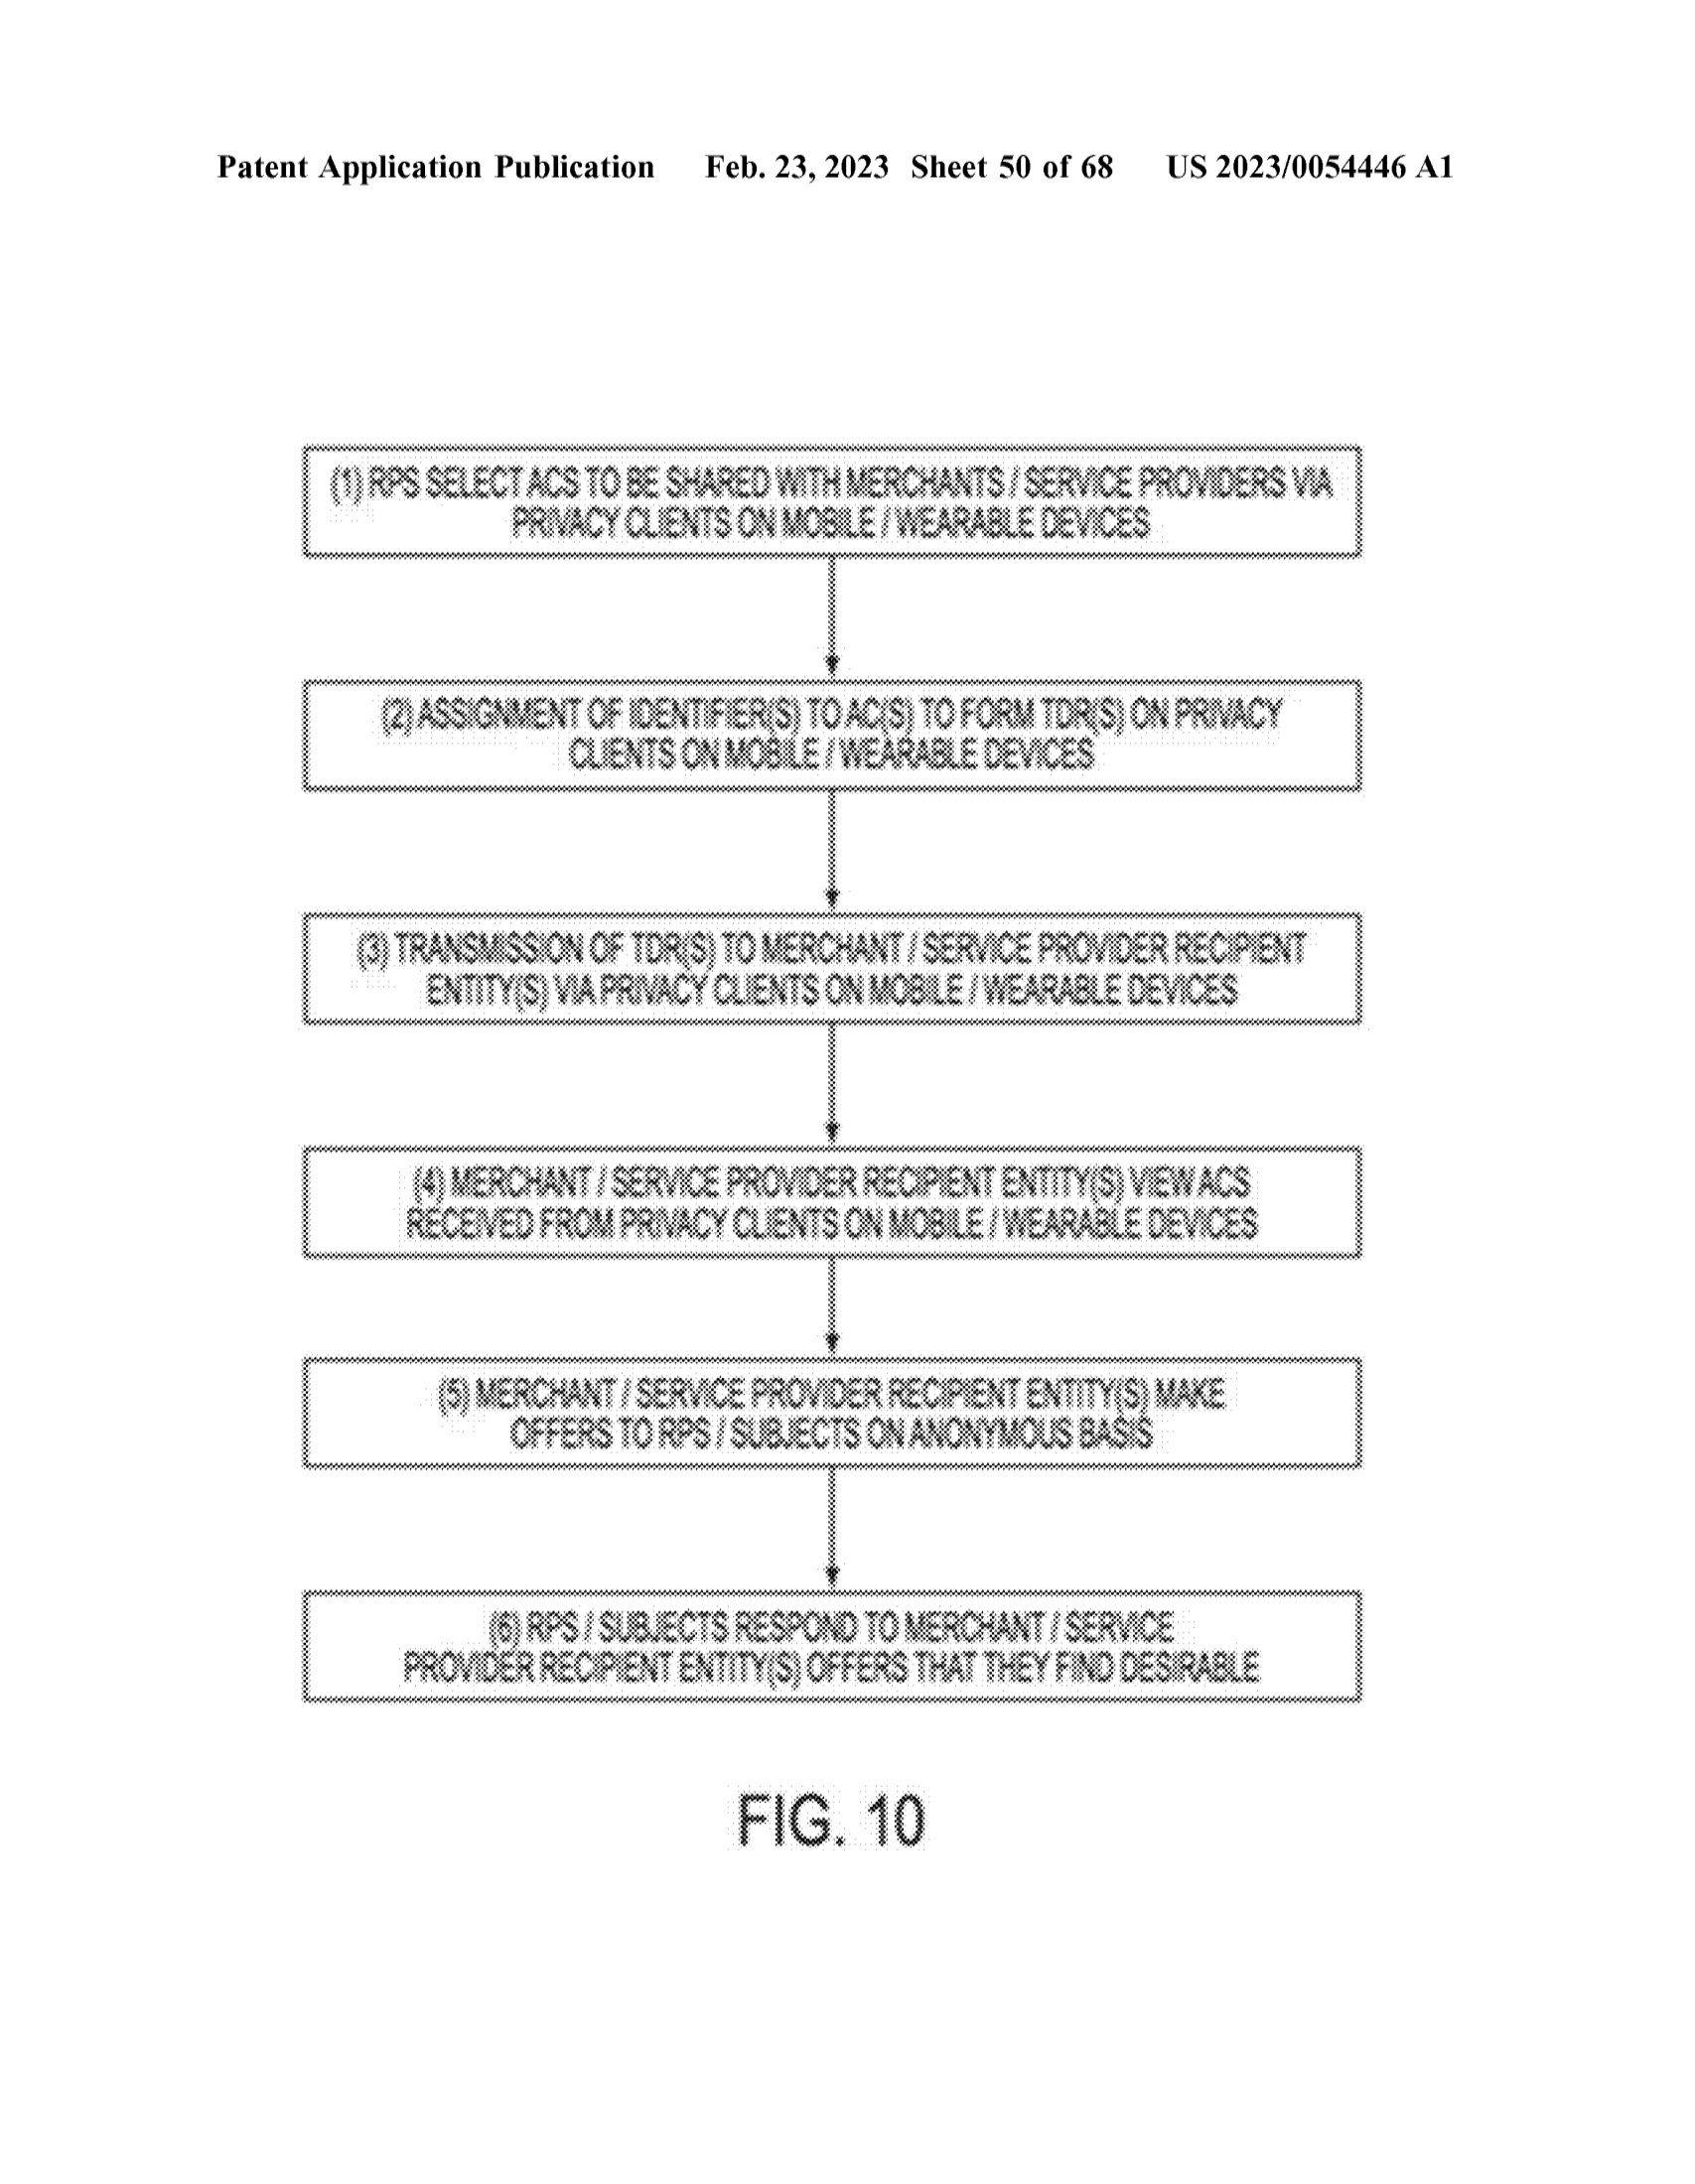 Patent Application Publication Feb. 23, 2023 Sheet 50 of 68 US 2023/0054446 A1
(1) RPS SELECT ACS TO BE SHARED WITH MERCHANTS / SERVICE PROVIDERS VIA
PRIVACY CLIENTS ON MOBILE / WEARABLE DEVICES
(2) ASSIGNMENT OF IDENTIFIER(S) TO AC(S) TO FORM TDR(S) ON PRIVACY
CLIENTS ON MOBILE / WEARABLE DEVICES
(3) TRANSMISSION OF TDR(S) TO MERCHANT / SERVICE PROVIDER RECIPIENT
ENTITY(S) VIA PRIVACY CLIENTS ON MOBILE / WEARABLE DEVICES
(4) MERCHANT / SERVICE PROVIDER RECIPIENT ENTITY(S) VIEW ACS
RECEIVED FROM PRIVACY CLIENTS ON MOBILE / WEARABLE DEVICES
(5) MERCHANT / SERVICE PROVIDER RECIPIENT ENTITY(S) MAKE
OFFERS TO RPS / SUBJECTS ON ANONYMOUS BASIS
(6) RPS / SUBJECTS RESPOND TO MERCHANT / SERVICE
PROVIDER RECIPIENT ENTITY(S) OFFERS THAT THEY FIND DESIRABLE
FIG. 10